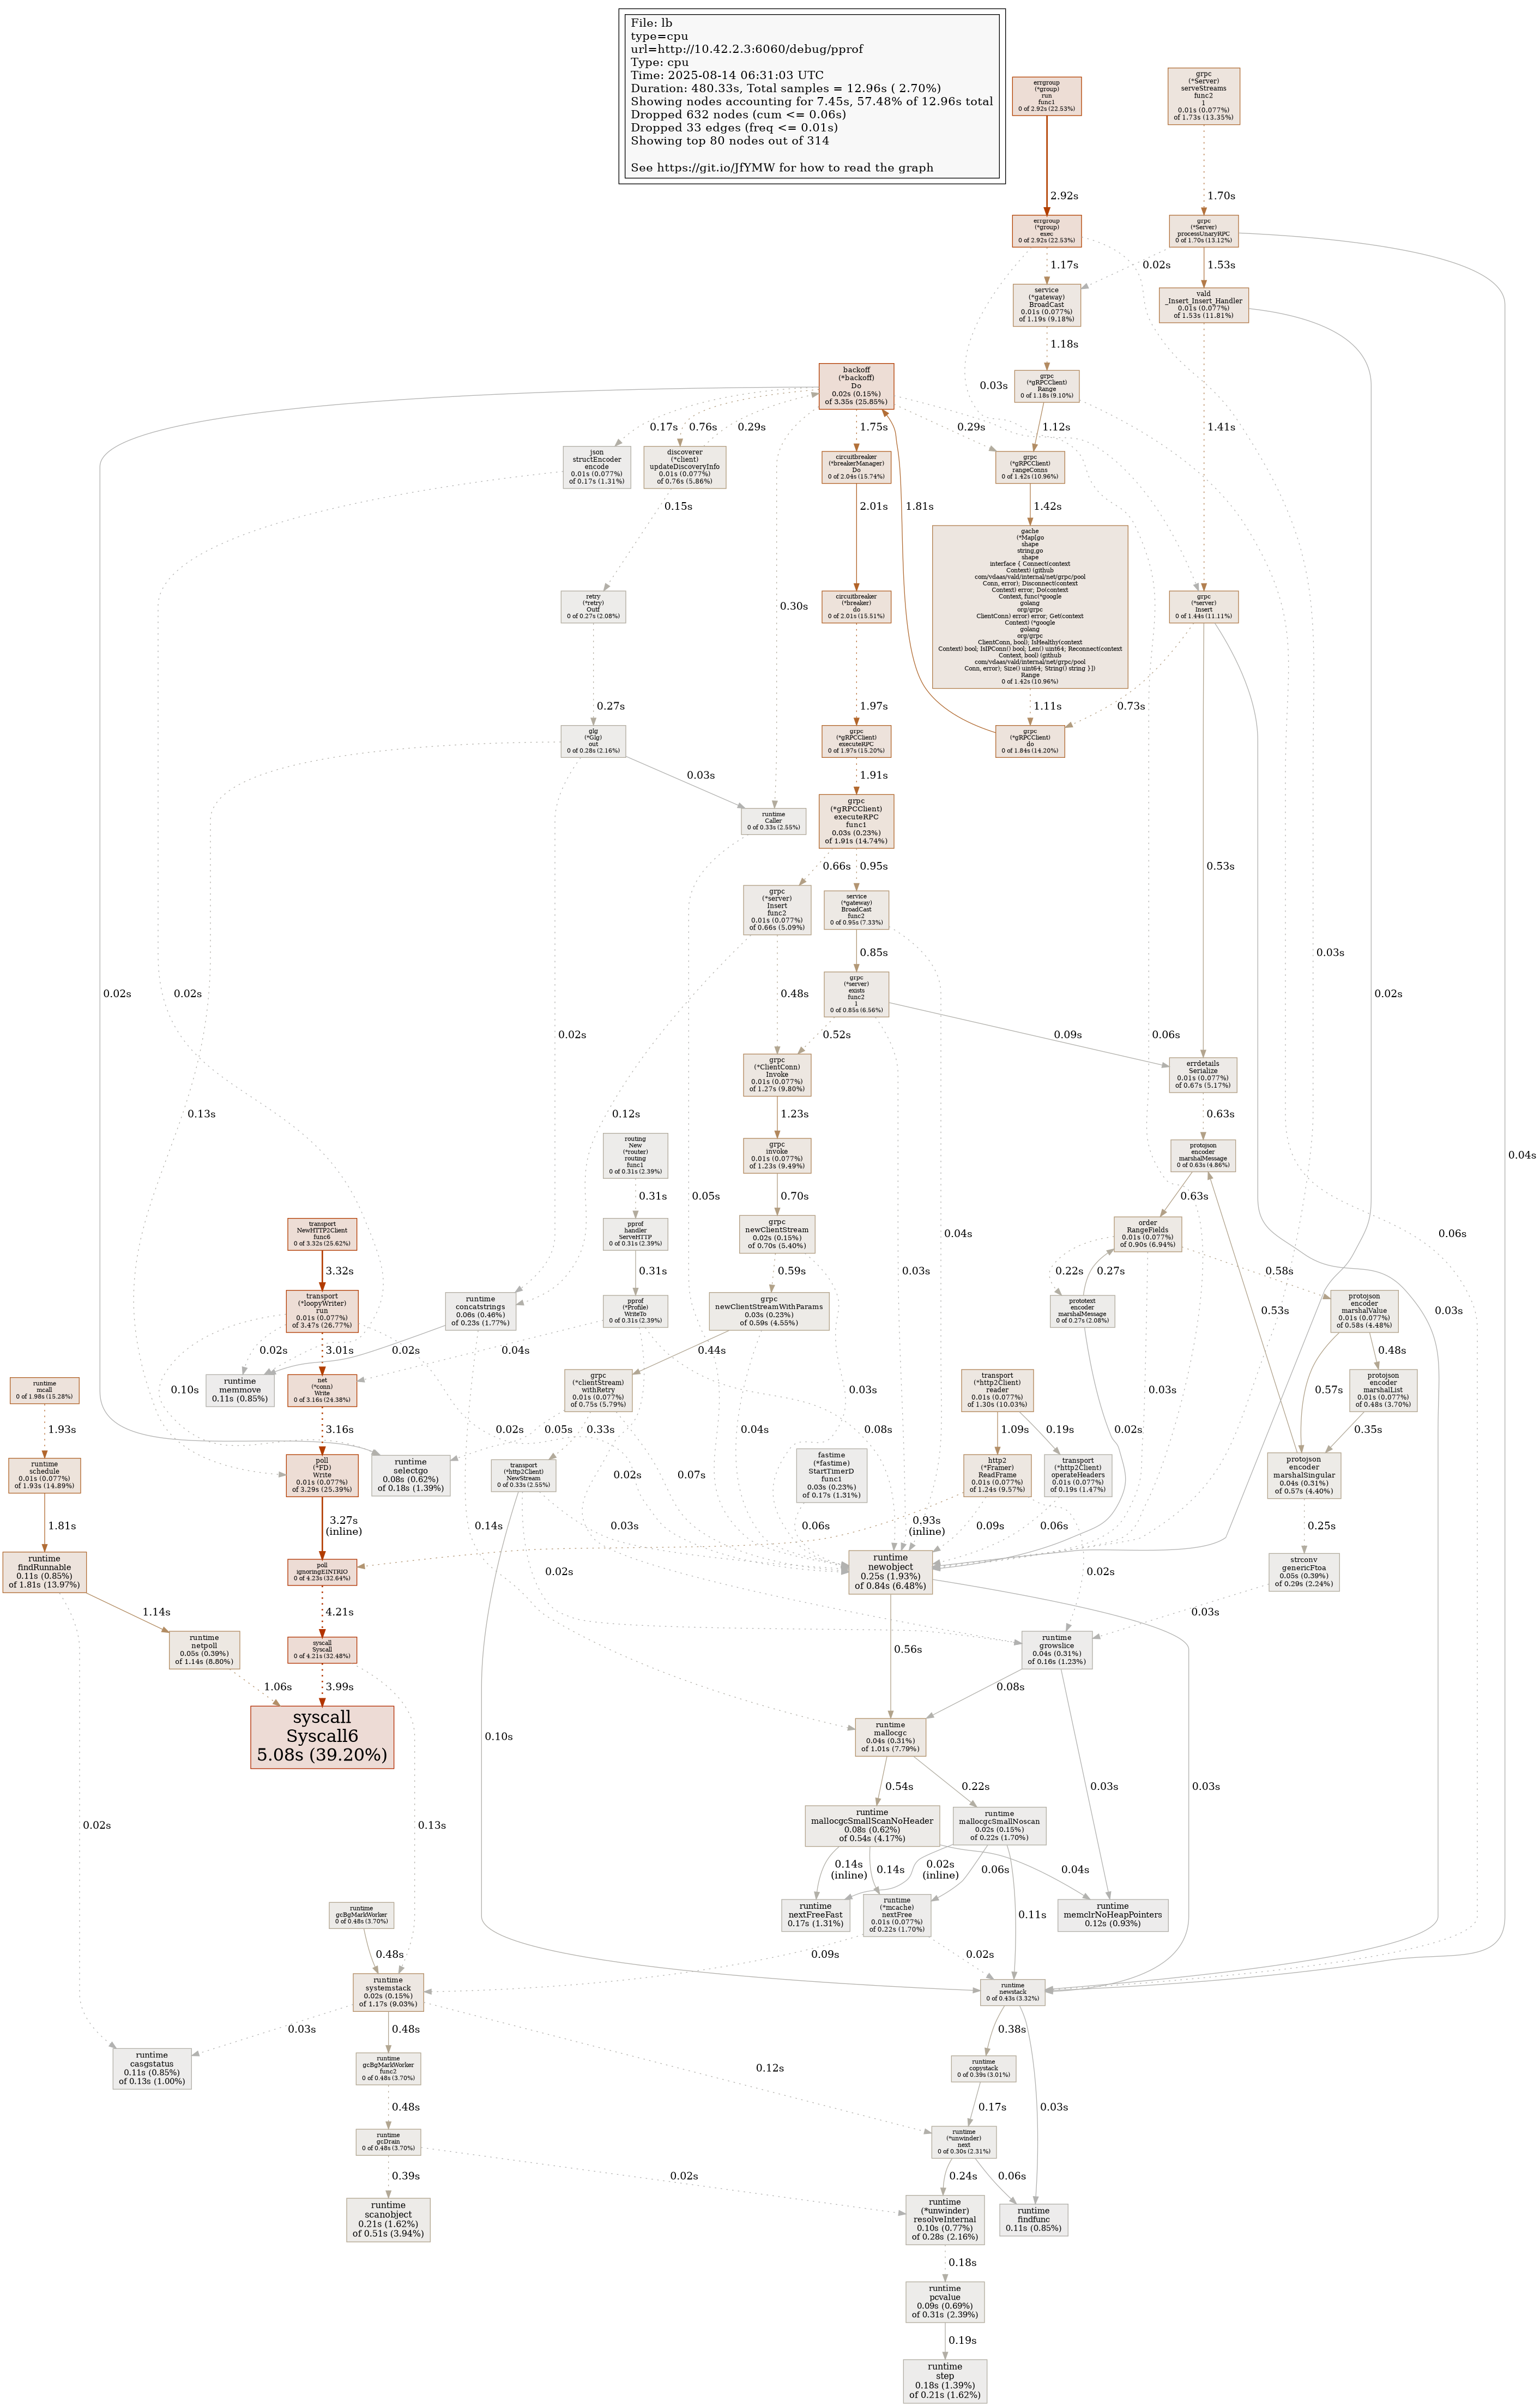 File: lb
type=cpu
url=http://10.42.2.3:6060/debug/pprof
Type: cpu
Time: 2025-08-14 06:31:03 UTC
Duration: 480.33s, Total samples = 12.96s ( 2.70%)
Showing nodes accounting for 7.45s, 57.48% of 12.96s total
Dropped 632 nodes (cum <= 0.06s)
Dropped 33 edges (freq <= 0.01s)
Showing top 80 nodes out of 314
See https://git.io/JfYMW for how to read the graph
errgroup
(*group)
run
func1
0 of 2.92s (22.53%)
grpc
(*Server)
serveStreams
func2
1
0.01s (0.077%)
of 1.73s (13.35%)
2.92s
1.70s
errgroup
(*group)
exec
0 of 2.92s (22.53%)
grpc
(*Server)
processUnaryRPC
0 of 1.70s (13.12%)
1.17s
0.02s
1.53s
service
(*gateway)
BroadCast
0.01s (0.077%)
of 1.19s (9.18%)
vald
_Insert_Insert_Handler
0.01s (0.077%)
of 1.53s (11.81%)
1.18s
backoff
(*backoff)
Do
0.02s (0.15%)
of 3.35s (25.85%)
0.03s
grpc
(*gRPCClient)
Range
0 of 1.18s (9.10%)
0.17s
0.76s
0.29s
1.75s
0.29s
1.12s
1.41s
json
structEncoder
encode
0.01s (0.077%)
of 0.17s (1.31%)
discoverer
(*client)
updateDiscoveryInfo
0.01s (0.077%)
of 0.76s (5.86%)
circuitbreaker
(*breakerManager)
Do
0 of 2.04s (15.74%)
grpc
(*gRPCClient)
rangeConns
0 of 1.42s (10.96%)
0.15s
2.01s
1.81s
1.42s
retry
(*retry)
Outf
0 of 0.27s (2.08%)
0.30s
circuitbreaker
(*breaker)
do
0 of 2.01s (15.51%)
gache
(*Map[go
shape
string,go
shape
interface { Connect(context
Context) (github
com/vdaas/vald/internal/net/grpc/pool
Conn, error); Disconnect(context
Context) error; Do(context
Context, func(*google
golang
org/grpc
ClientConn) error) error; Get(context
Context) (*google
golang
org/grpc
ClientConn, bool); IsHealthy(context
Context) bool; IsIPConn() bool; Len() uint64; Reconnect(context
Context, bool) (github
com/vdaas/vald/internal/net/grpc/pool
Conn, error); Size() uint64; String() string }])
Range
0 of 1.42s (10.96%)
grpc
(*server)
Insert
0 of 1.44s (11.11%)
0.27s
1.97s
1.11s
0.73s
glg
(*Glg)
out
0 of 0.28s (2.16%)
grpc
(*gRPCClient)
executeRPC
0 of 1.97s (15.20%)
grpc
(*gRPCClient)
do
0 of 1.84s (14.20%)
0.03s
1.91s
runtime
Caller
0 of 0.33s (2.55%)
grpc
(*gRPCClient)
executeRPC
func1
0.03s (0.23%)
of 1.91s (14.74%)
0.66s
0.95s
0.53s
grpc
(*server)
Insert
func2
0.01s (0.077%)
of 0.66s (5.09%)
service
(*gateway)
BroadCast
func2
0 of 0.95s (7.33%)
0.85s
0.03s
0.02s
0.02s
0.02s
0.48s
grpc
(*server)
exists
func2
1
0 of 0.85s (6.56%)
0.02s
0.52s
0.09s
0.06s
grpc
(*ClientConn)
Invoke
0.01s (0.077%)
of 1.27s (9.80%)
errdetails
Serialize
0.01s (0.077%)
of 0.67s (5.17%)
0.13s
0.12s
1.23s
0.63s
routing
New
(*router)
routing
func1
0 of 0.31s (2.39%)
grpc
invoke
0.01s (0.077%)
of 1.23s (9.49%)
protojson
encoder
marshalMessage
0 of 0.63s (4.86%)
0.04s
0.31s
0.05s
0.70s
0.63s
transport
NewHTTP2Client
func6
0 of 3.32s (25.62%)
pprof
handler
ServeHTTP
0 of 0.31s (2.39%)
grpc
newClientStream
0.02s (0.15%)
of 0.70s (5.40%)
0.04s
order
RangeFields
0.01s (0.077%)
of 0.90s (6.94%)
0.06s
3.32s
0.31s
0.59s
0.03s
0.22s
0.27s
0.58s
transport
(*loopyWriter)
run
0.01s (0.077%)
of 3.47s (26.77%)
runtime
concatstrings
0.06s (0.46%)
of 0.23s (1.77%)
pprof
(*Profile)
WriteTo
0 of 0.31s (2.39%)
grpc
newClientStreamWithParams
0.03s (0.23%)
of 0.59s (4.55%)
prototext
encoder
marshalMessage
0 of 0.27s (2.08%)
protojson
encoder
marshalValue
0.01s (0.077%)
of 0.58s (4.48%)
0.53s
0.03s
0.02s
3.01s
0.02s
0.04s
0.44s
0.48s
runtime
mcall
0 of 1.98s (15.28%)
0.10s
runtime
memmove
0.11s (0.85%)
net
(*conn)
Write
0 of 3.16s (24.38%)
grpc
(*clientStream)
withRetry
0.01s (0.077%)
of 0.75s (5.79%)
0.03s
transport
(*http2Client)
reader
0.01s (0.077%)
of 1.30s (10.03%)
0.03s
0.57s
protojson
encoder
marshalList
0.01s (0.077%)
of 0.48s (3.70%)
1.93s
3.16s
0.02s
0.05s
0.33s
0.04s
0.08s
1.09s
0.19s
0.02s
0.35s
runtime
schedule
0.01s (0.077%)
of 1.93s (14.89%)
poll
(*FD)
Write
0.01s (0.077%)
of 3.29s (25.39%)
runtime
selectgo
0.08s (0.62%)
of 0.18s (1.39%)
transport
(*http2Client)
NewStream
0 of 0.33s (2.55%)
0.02s
0.07s
fastime
(*fastime)
StartTimerD
func1
0.03s (0.23%)
of 0.17s (1.31%)
http2
(*Framer)
ReadFrame
0.01s (0.077%)
of 1.24s (9.57%)
transport
(*http2Client)
operateHeaders
0.01s (0.077%)
of 0.19s (1.47%)
protojson
encoder
marshalSingular
0.04s (0.31%)
of 0.57s (4.40%)
1.81s
3.27s
(inline)
0.14s
0.03s
0.06s
0.93s
(inline)
0.09s
0.06s
0.25s
runtime
findRunnable
0.11s (0.85%)
of 1.81s (13.97%)
poll
ignoringEINTRIO
0 of 4.23s (32.64%)
0.02s
runtime
newobject
0.25s (1.93%)
of 0.84s (6.48%)
0.02s
strconv
genericFtoa
0.05s (0.39%)
of 0.29s (2.24%)
1.14s
4.21s
0.03s
runtime
netpoll
0.05s (0.39%)
of 1.14s (8.80%)
syscall
Syscall
0 of 4.21s (32.48%)
0.56s
runtime
growslice
0.04s (0.31%)
of 0.16s (1.23%)
1.06s
3.99s
0.08s
syscall
Syscall6
5.08s (39.20%)
0.10s
runtime
mallocgc
0.04s (0.31%)
of 1.01s (7.79%)
0.54s
0.22s
0.03s
0.03s
0.02s
0.13s
runtime
mallocgcSmallScanNoHeader
0.08s (0.62%)
of 0.54s (4.17%)
runtime
mallocgcSmallNoscan
0.02s (0.15%)
of 0.22s (1.70%)
0.14s
(inline)
0.14s
0.02s
(inline)
0.06s
0.04s
runtime
gcBgMarkWorker
0 of 0.48s (3.70%)
runtime
nextFreeFast
0.17s (1.31%)
runtime
(*mcache)
nextFree
0.01s (0.077%)
of 0.22s (1.70%)
0.11s
runtime
memclrNoHeapPointers
0.12s (0.93%)
0.48s
0.09s
0.02s
runtime
systemstack
0.02s (0.15%)
of 1.17s (9.03%)
runtime
newstack
0 of 0.43s (3.32%)
0.03s
0.48s
0.38s
runtime
casgstatus
0.11s (0.85%)
of 0.13s (1.00%)
runtime
gcBgMarkWorker
func2
0 of 0.48s (3.70%)
0.12s
runtime
copystack
0 of 0.39s (3.01%)
0.48s
0.17s
0.03s
runtime
gcDrain
0 of 0.48s (3.70%)
runtime
(*unwinder)
next
0 of 0.30s (2.31%)
0.39s
0.02s
0.24s
0.06s
runtime
scanobject
0.21s (1.62%)
of 0.51s (3.94%)
runtime
(*unwinder)
resolveInternal
0.10s (0.77%)
of 0.28s (2.16%)
runtime
findfunc
0.11s (0.85%)
0.18s
runtime
pcvalue
0.09s (0.69%)
of 0.31s (2.39%)
0.19s
runtime
step
0.18s (1.39%)
of 0.21s (1.62%)